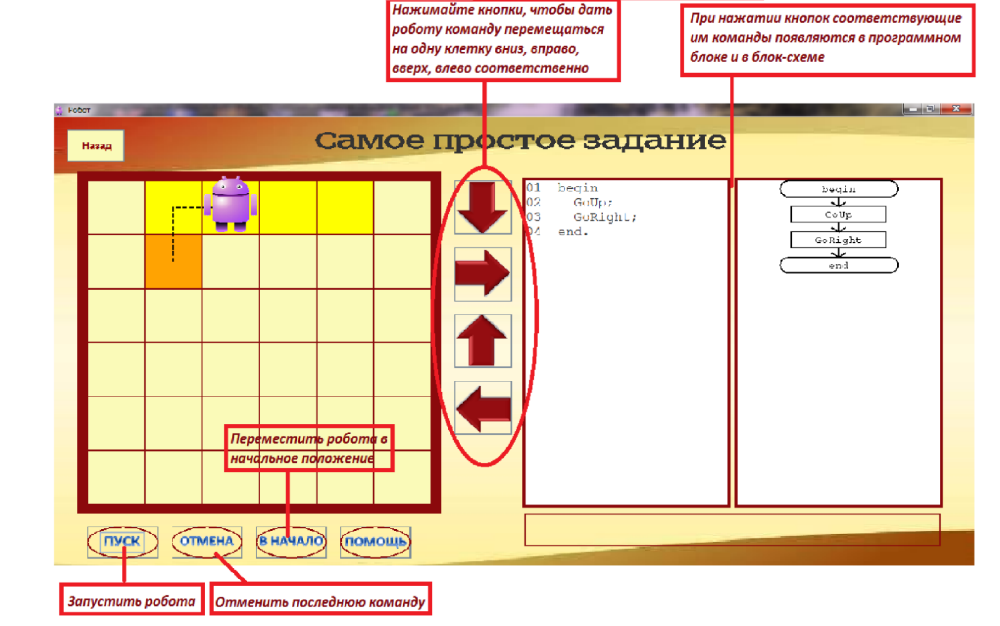 Нажимайте кнопки, чтобы дать
роботу команду перемещаться
на одну клетку вниз, вправо,
вверх, влево соответственно
При нажатии кнопок соответствующие
им команды появляются в программном
блоке и в блок-схеме
Робот
Назад
Самое простое задание
01 begin
02 GoUp;
03 GoRight;
04 end.
begin
GoUp
GoRight
end
Переместить робота в
начальное положение
ПУСК
ОТМЕНА
В НАЧАЛО
ПОМОЩЬ
Запустить робота
Отменить последнюю команду